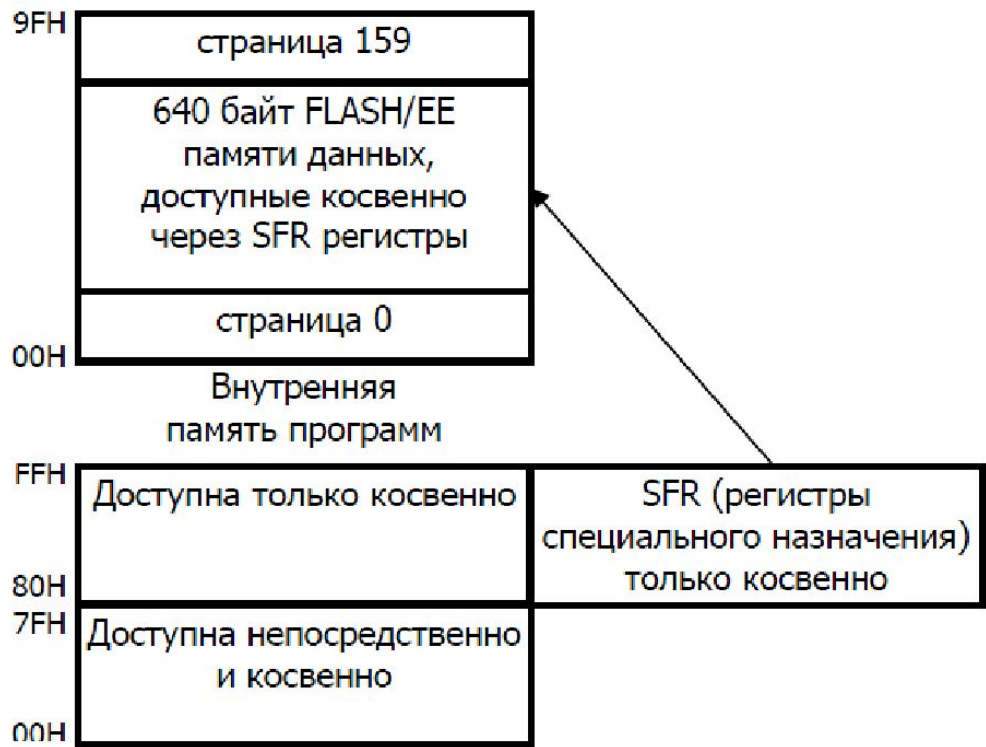 9FH
страница 159
640 байт FLASH/EE
памяти данных,
доступные косвенно
через SFR регистры
страница 0
00H
Внутренняя
память программ
FFH
Доступна только косвенно
80H
SFR (регистры
специального назначения)
только косвенно
7FH
Доступна непосредственно
и косвенно
00H